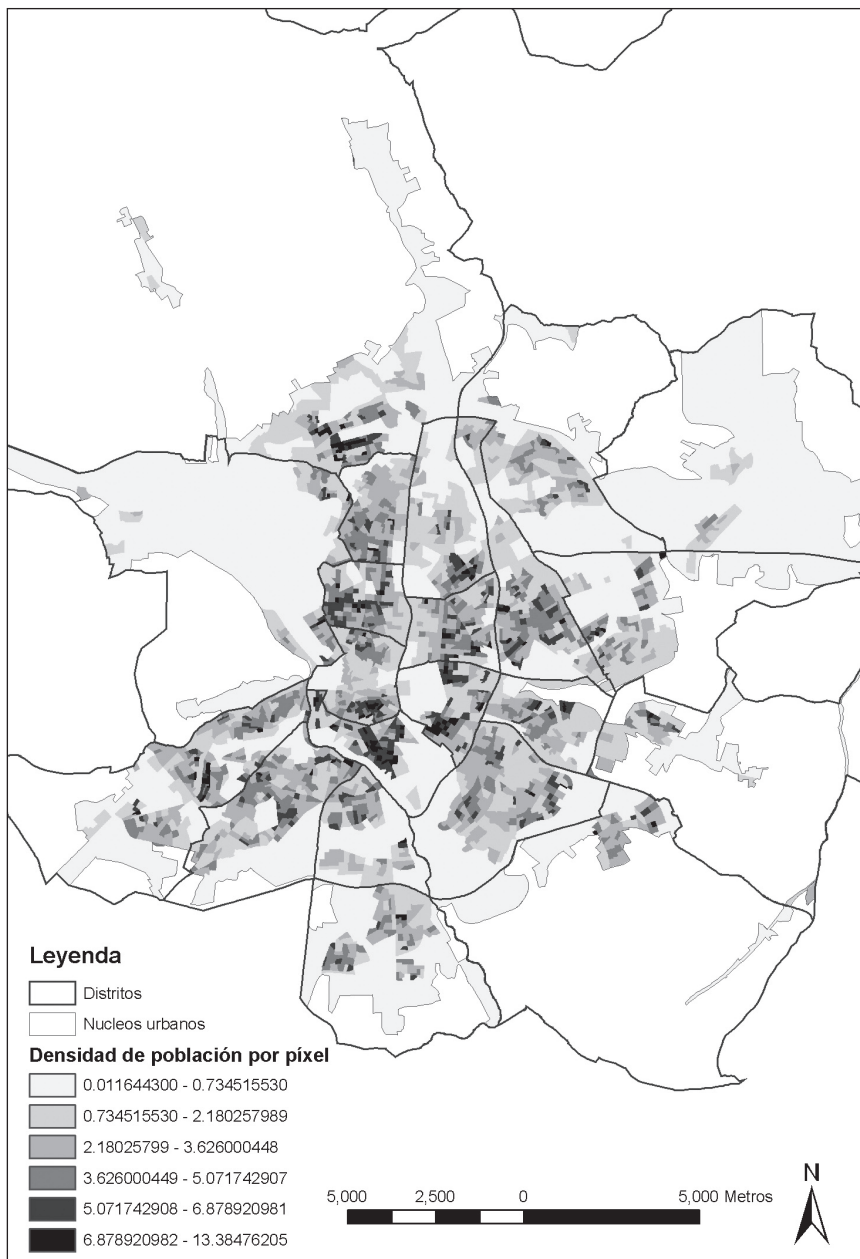 Leyenda
Distritos
Nucleos urbanos
Densidad de población por píxel
0.011644300 - 0.734515530
0.734515530 - 2.180257989
2.18025799 - 3.626000448
3.626000449 - 5.071742907
5.071742908 - 6.878920981
6.878920982 - 13.38476205
5,000 2,500 0 5,000 Metros
N